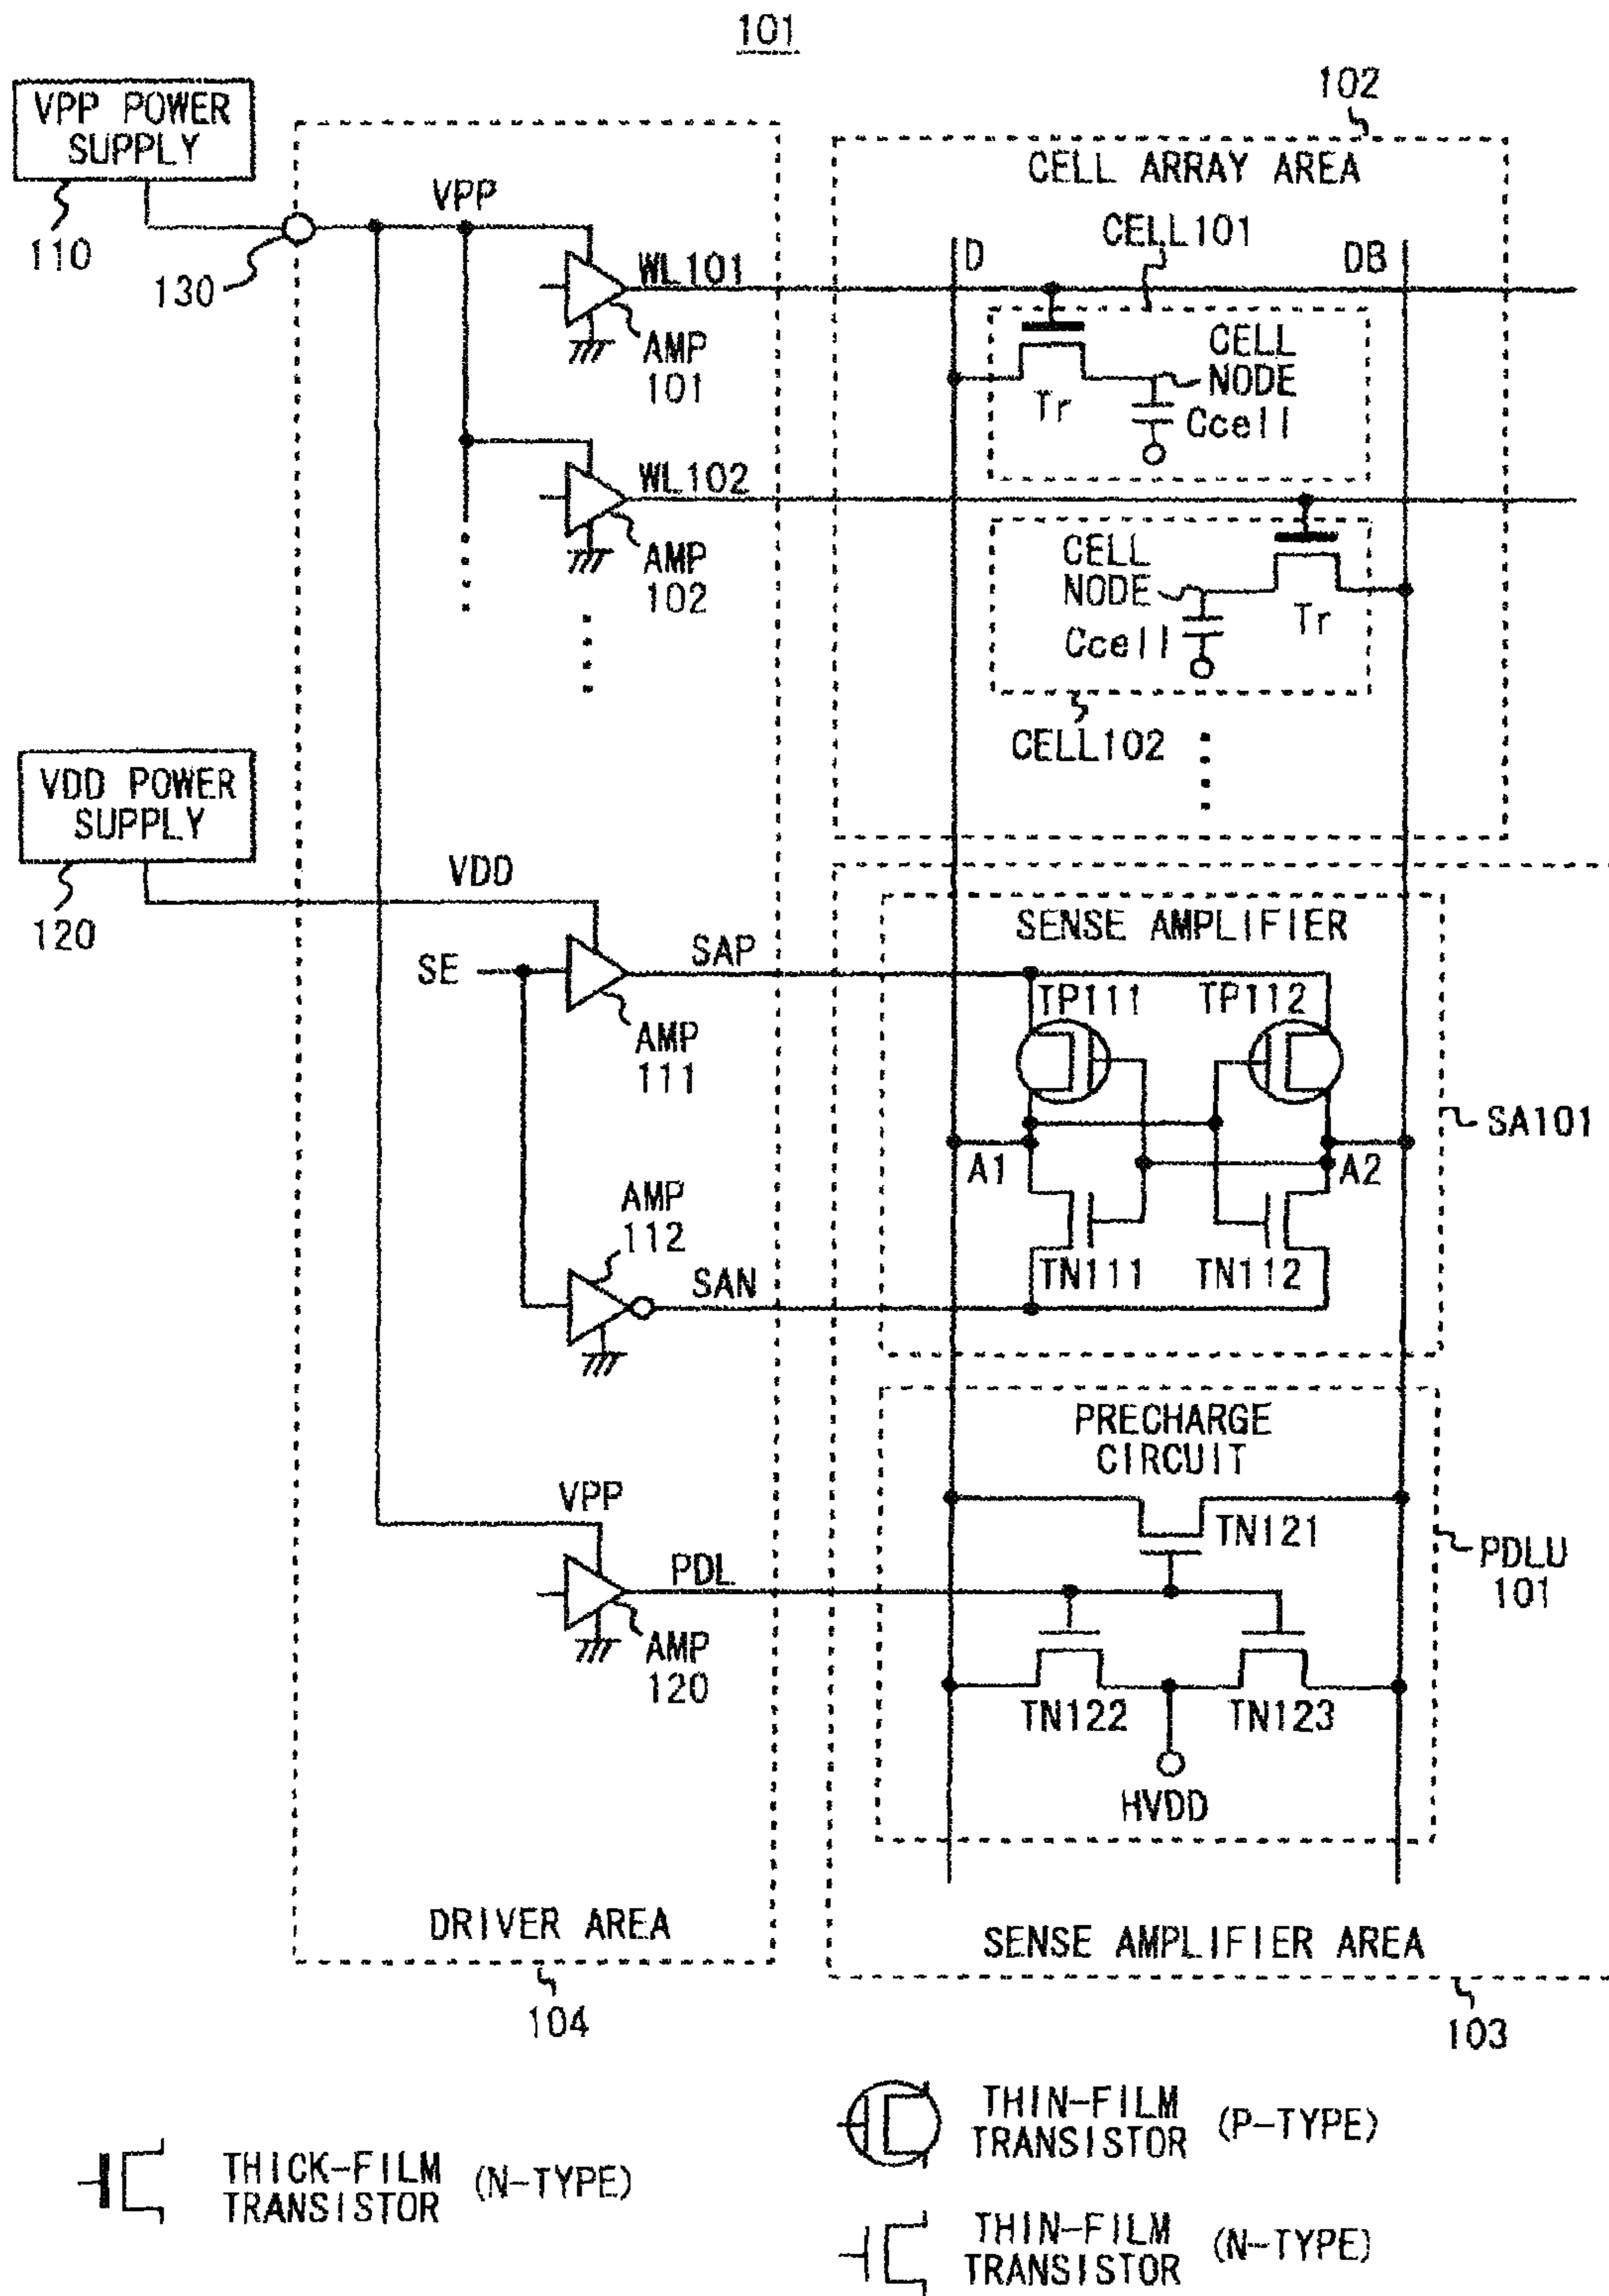 101
VPP POWER
SUPPLY
110
130
VPP
WL101
AMP
101
WL102
AMP
102
102
CELL ARRAY AREA
CELL101
D
DB
CELL
NODE
Tr
Ccell
CELL
NODE
Ccell
Tr
CELL102
VDD POWER
SUPPLY
120
VDD
SE
SAP
AMP
111
AMP
112
SAN
SENSE AMPLIFIER
TP111
TP112
A1
A2
TN111
TN112
SA101
VPP
PDL
AMP
120
PRECHARGE
CIRCUIT
TN121
TN122
TN123
HVDD
PDLU
101
DRIVER AREA
104
SENSE AMPLIFIER AREA
103
THICK-FILM
TRANSISTOR
(N-TYPE)
THIN-FILM
TRANSISTOR
(P-TYPE)
THIN-FILM
TRANSISTOR
(N-TYPE)